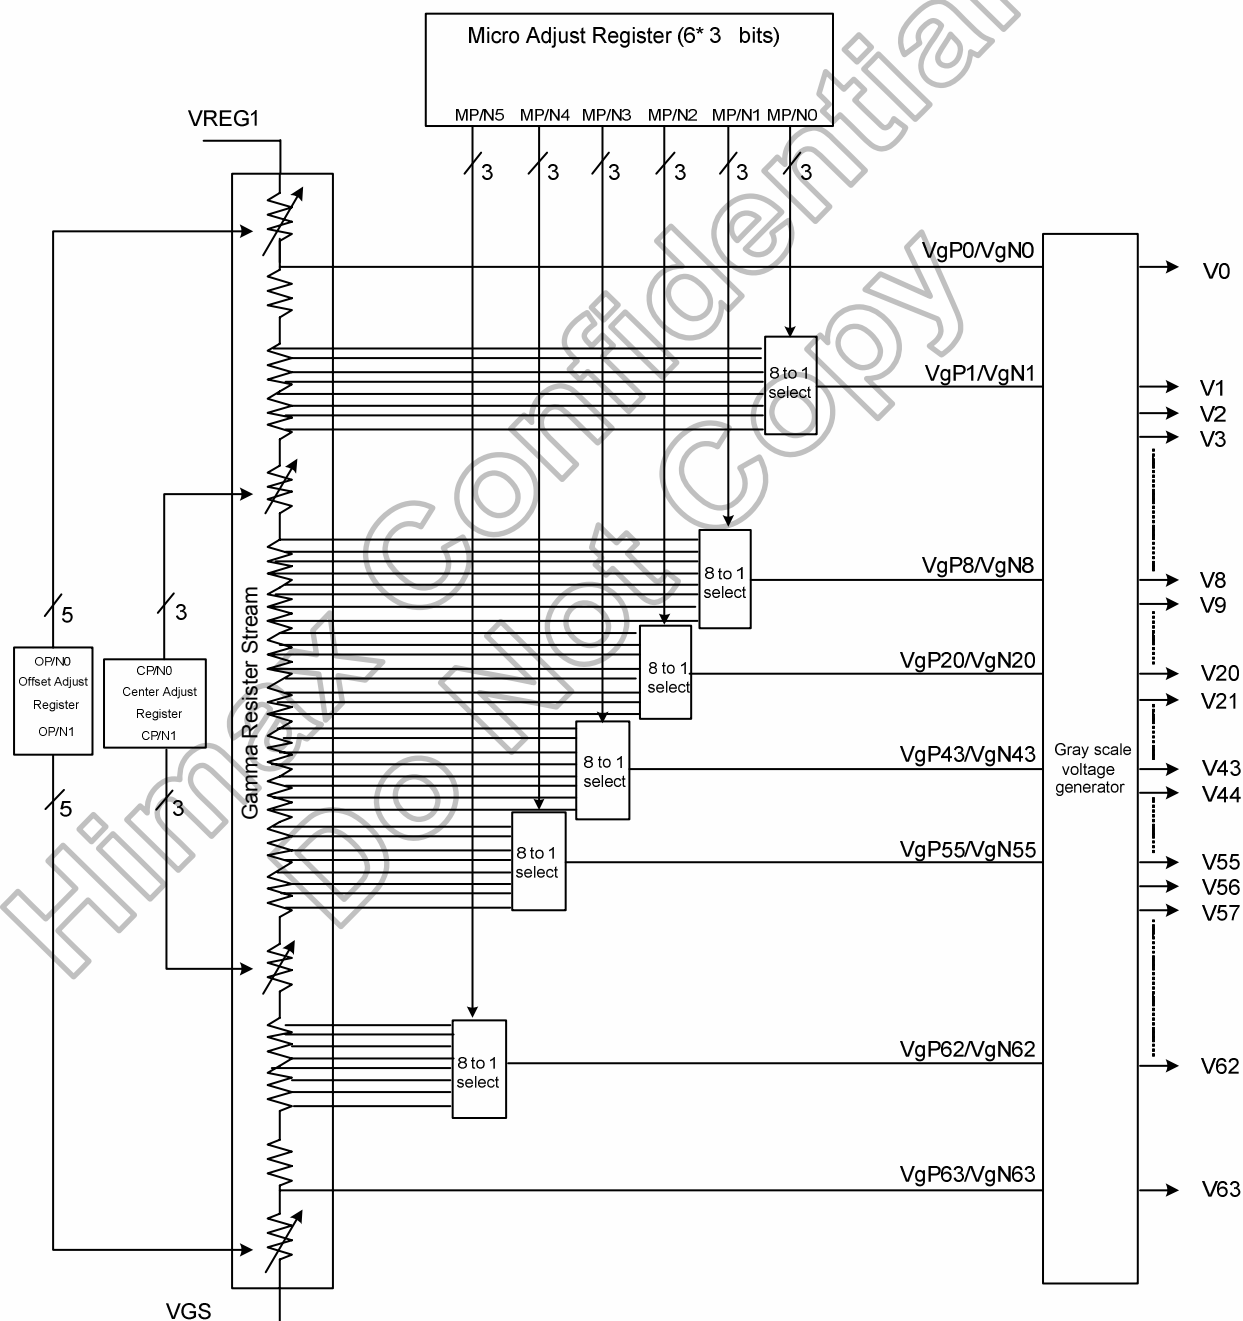 Micro Adjust Register (6* 3 bits)
MP/N5 MP/N4 MP/N3 MP/N2 MP/N1 MP/N0
VREG1
3 3 3 3 3 3
VgP0/VgN0
V0
8 to 1
select
VgP1/VgN1
V1
V2
V3
8 to 1
select
VgP8/VgN8
V8
V9
5
3
OP/N0
Offset Adjust
Register
OP/N1
CP/N0
Center Adjust
Register
CP/N1
5
3
Gamma Resister Stream
8 to 1
select
VgP20/VgN20
V20
V21
8 to 1
select
VgP43/VgN43
Gray scale
voltage
generator
V43
V44
8 to 1
select
VgP55/VgN55
V55
V56
V57
8 to 1
select
VgP62/VgN62
V62
VgP63/VgN63
V63
VGS
Himax Confidential
Do Not Copy